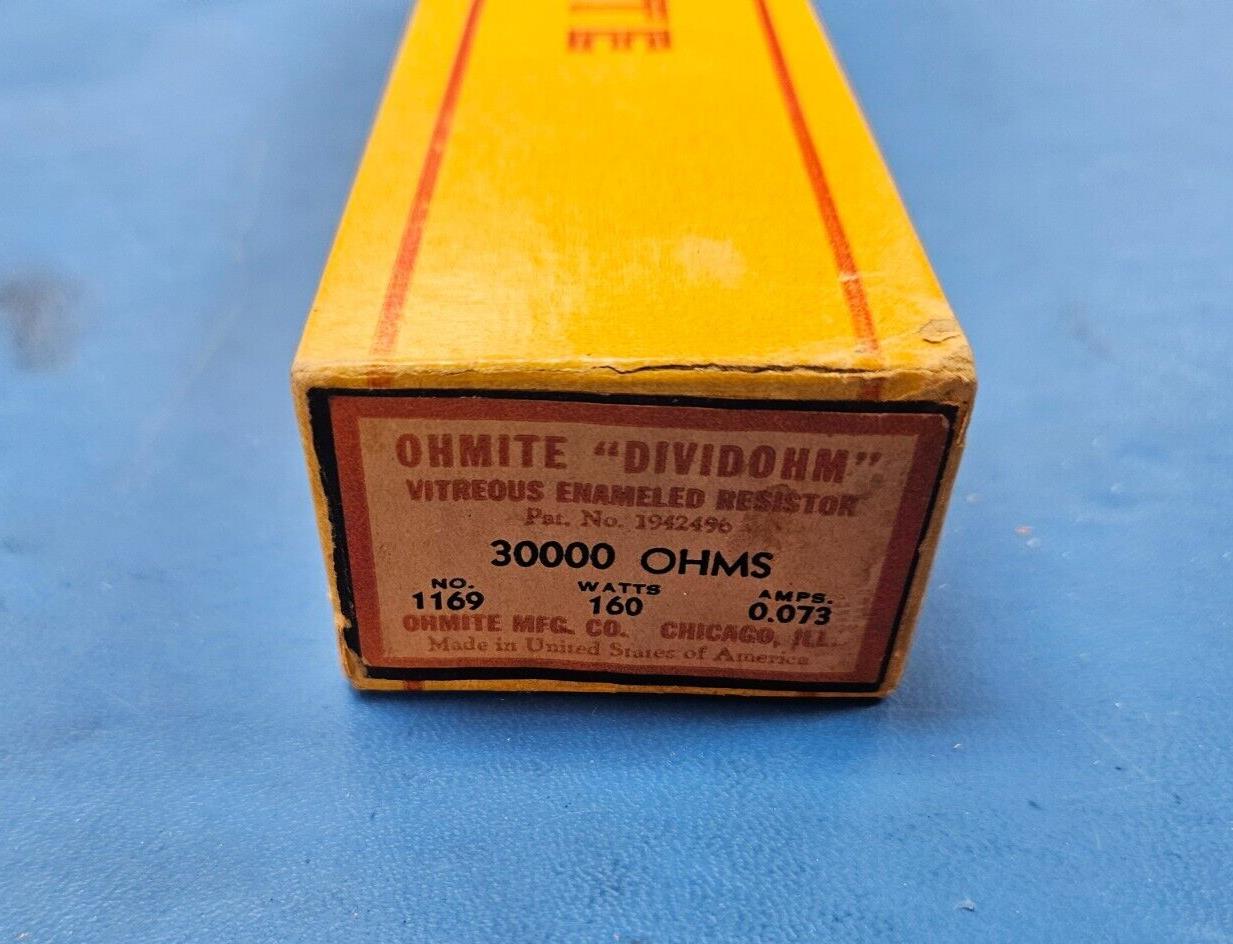 TE
OHMITE “DIVIDOHM”
VITREOUS ENAMELED RESISTOR
Pat. No. 1942496
30000 OHMS
NO. WATTS AMPS.
1169 160 0.073
OHMITE MFG. CO. CHICAGO, ILL.
Made in United States of America